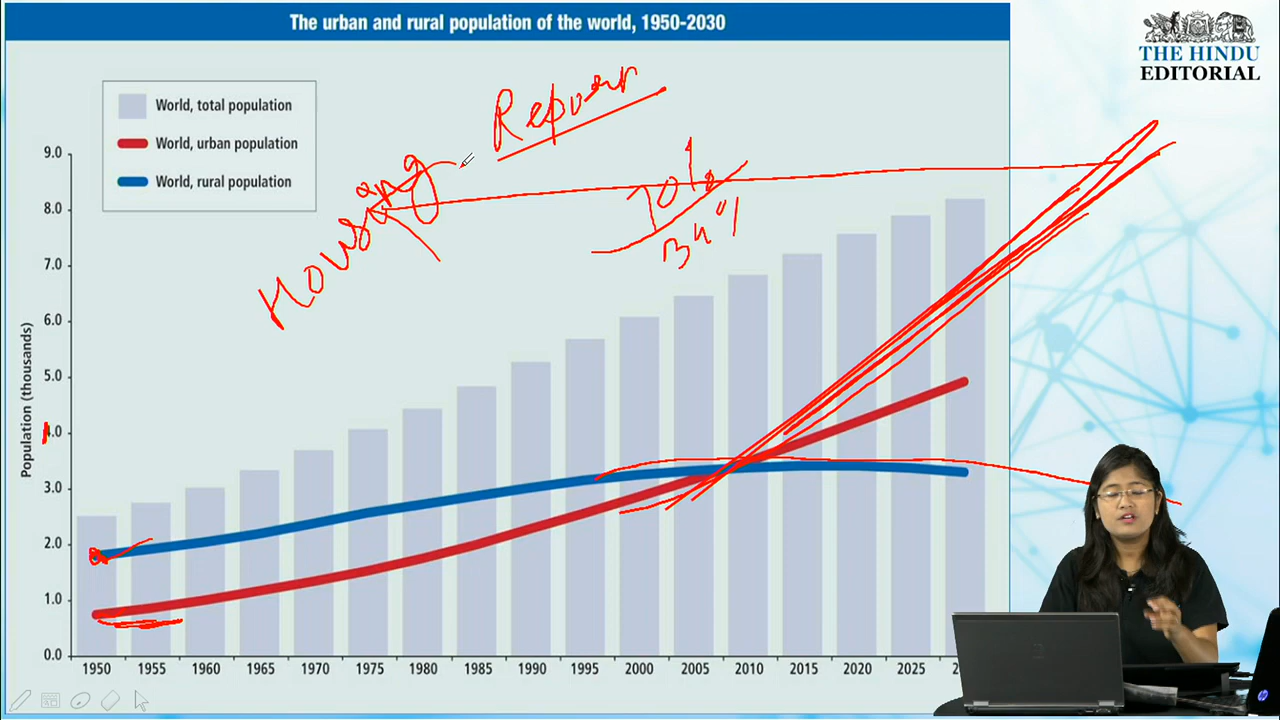 The urban and rural population of the world, 1950-2030
THE HINDU
EDITORIAL
World, total population
World, urban population
World, rural population
Housing
70%
34%
Population (thousands)
9.0
8.0
7.0
6.0
5.0
4.0
3.0
2.0
1.0
0.0
1950 1955 1960 1965 1970 1975 1980 1985 1990 1995 2000 2005 2010 2015 2020 2025